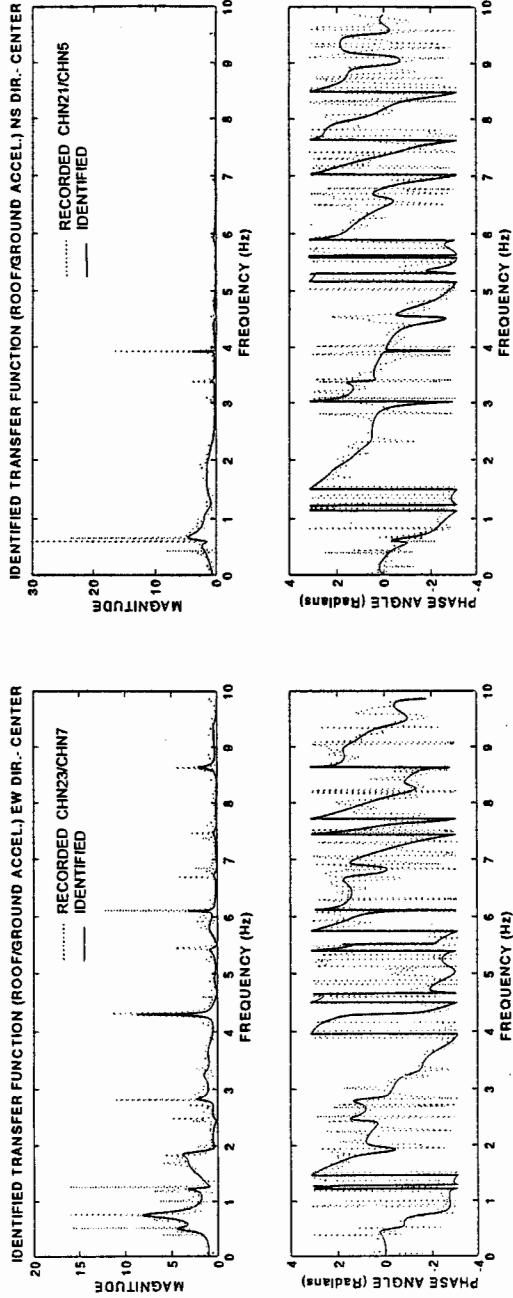 IDENTIFIED TRANSFER FUNCTION (ROOF/GROUND ACCEL.) EW DIR.- CENTER
20
15
10
5
0
MAGNITUDE
RECORDED CHN23/CHN7
IDENTIFIED
0 1 2 3 4 5 6 7 8 9 10
FREQUENCY (Hz)
4
2
0
-2
-4
PHASE ANGLE (Radians)
0 1 2 3 4 5 6 7 8 9 10
FREQUENCY (Hz)
IDENTIFIED TRANSFER FUNCTION (ROOF/GROUND ACCEL.) NS DIR.- CENTER
30
20
10
0
MAGNITUDE
RECORDED CHN21/CHN5
IDENTIFIED
0 1 2 3 4 5 6 7 8 9 10
FREQUENCY (Hz)
4
2
0
-2
-4
PHASE ANGLE (Radians)
0 1 2 3 4 5 6 7 8 9 10
FREQUENCY (Hz)